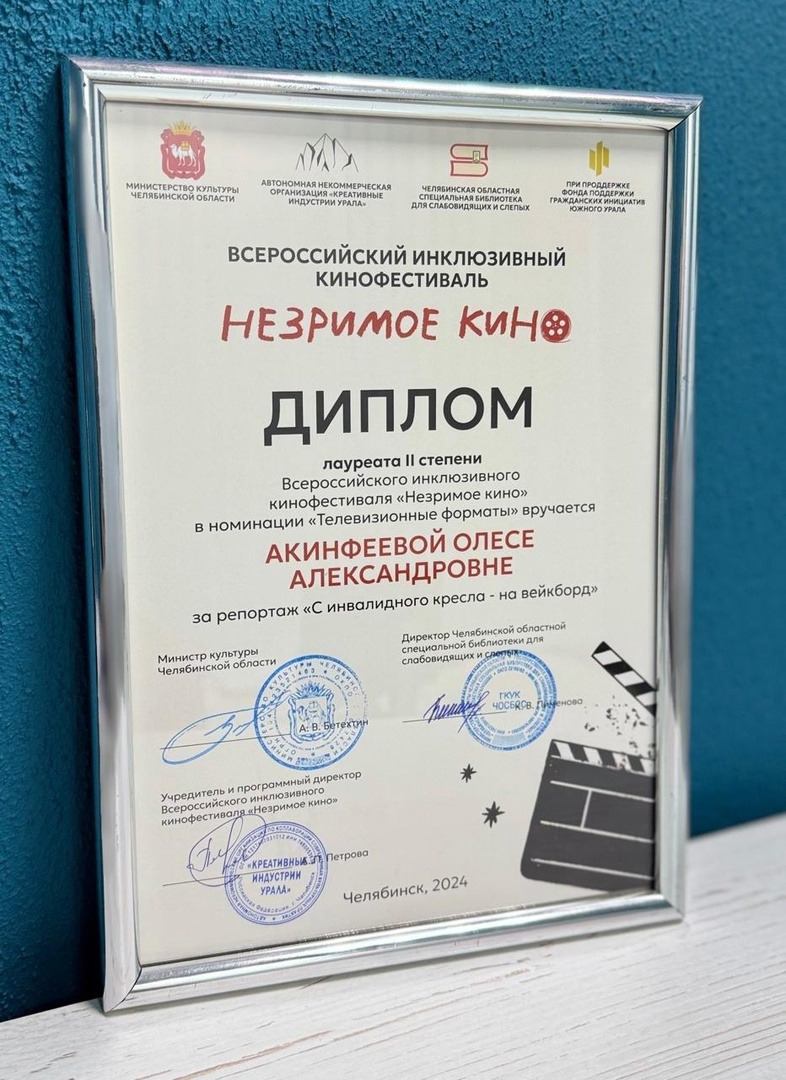 МИНИСТЕРСТВО КУЛЬТУРЫ
ЧЕЛЯБИНСКОЙ ОБЛАСТИ
АВТОНОМНАЯ НЕКОММЕРЧЕСКАЯ
ОРГАНИЗАЦИЯ «КРЕАТИВНЫЕ
ИНДУСТРИИ УРАЛА»
ЧЕЛЯБИНСКАЯ ОБЛАСТНАЯ
СПЕЦИАЛЬНАЯ БИБЛИОТЕКА
ДЛЯ СЛАБОВИДЯЩИХ И СЛЕПЫХ
ПРИ ПРОДДЕРЖКЕ
ФОНДА ПОДДЕРЖКИ
ГРАЖДАНСКИХ ИНИЦИАТИВ
ЮЖНОГО УРАЛА
ВСЕРОССИЙСКИЙ ИНКЛЮЗИВНЫЙ
КИНОФЕСТИВАЛЬ
НЕЗРИМОЕ КИНО
ДИПЛОМ
лауреата II степени
Всероссийского инклюзивного
кинофестиваля «Незримое кино»
в номинации «Телевизионные форматы» вручается
АКИНФЕЕВОЙ ОЛЕСЕ
АЛЕКСАНДРОВНЕ
за репортаж «С инвалидного кресла - на вейкборд»
Министр культуры
Челябинской области
А. В. Бетехтин
Директор Челябинской областной
специальной библиотеки для
слабовидящих и слепых
ГКУК
ЧОСБСС
В. Пименова
Учредитель и программный директор
Всероссийского инклюзивного
кинофестиваля «Незримое кино»
«КРЕАТИВНЫЕ
ИНДУСТРИИ
УРАЛА»
П. Петрова
Челябинск, 2024